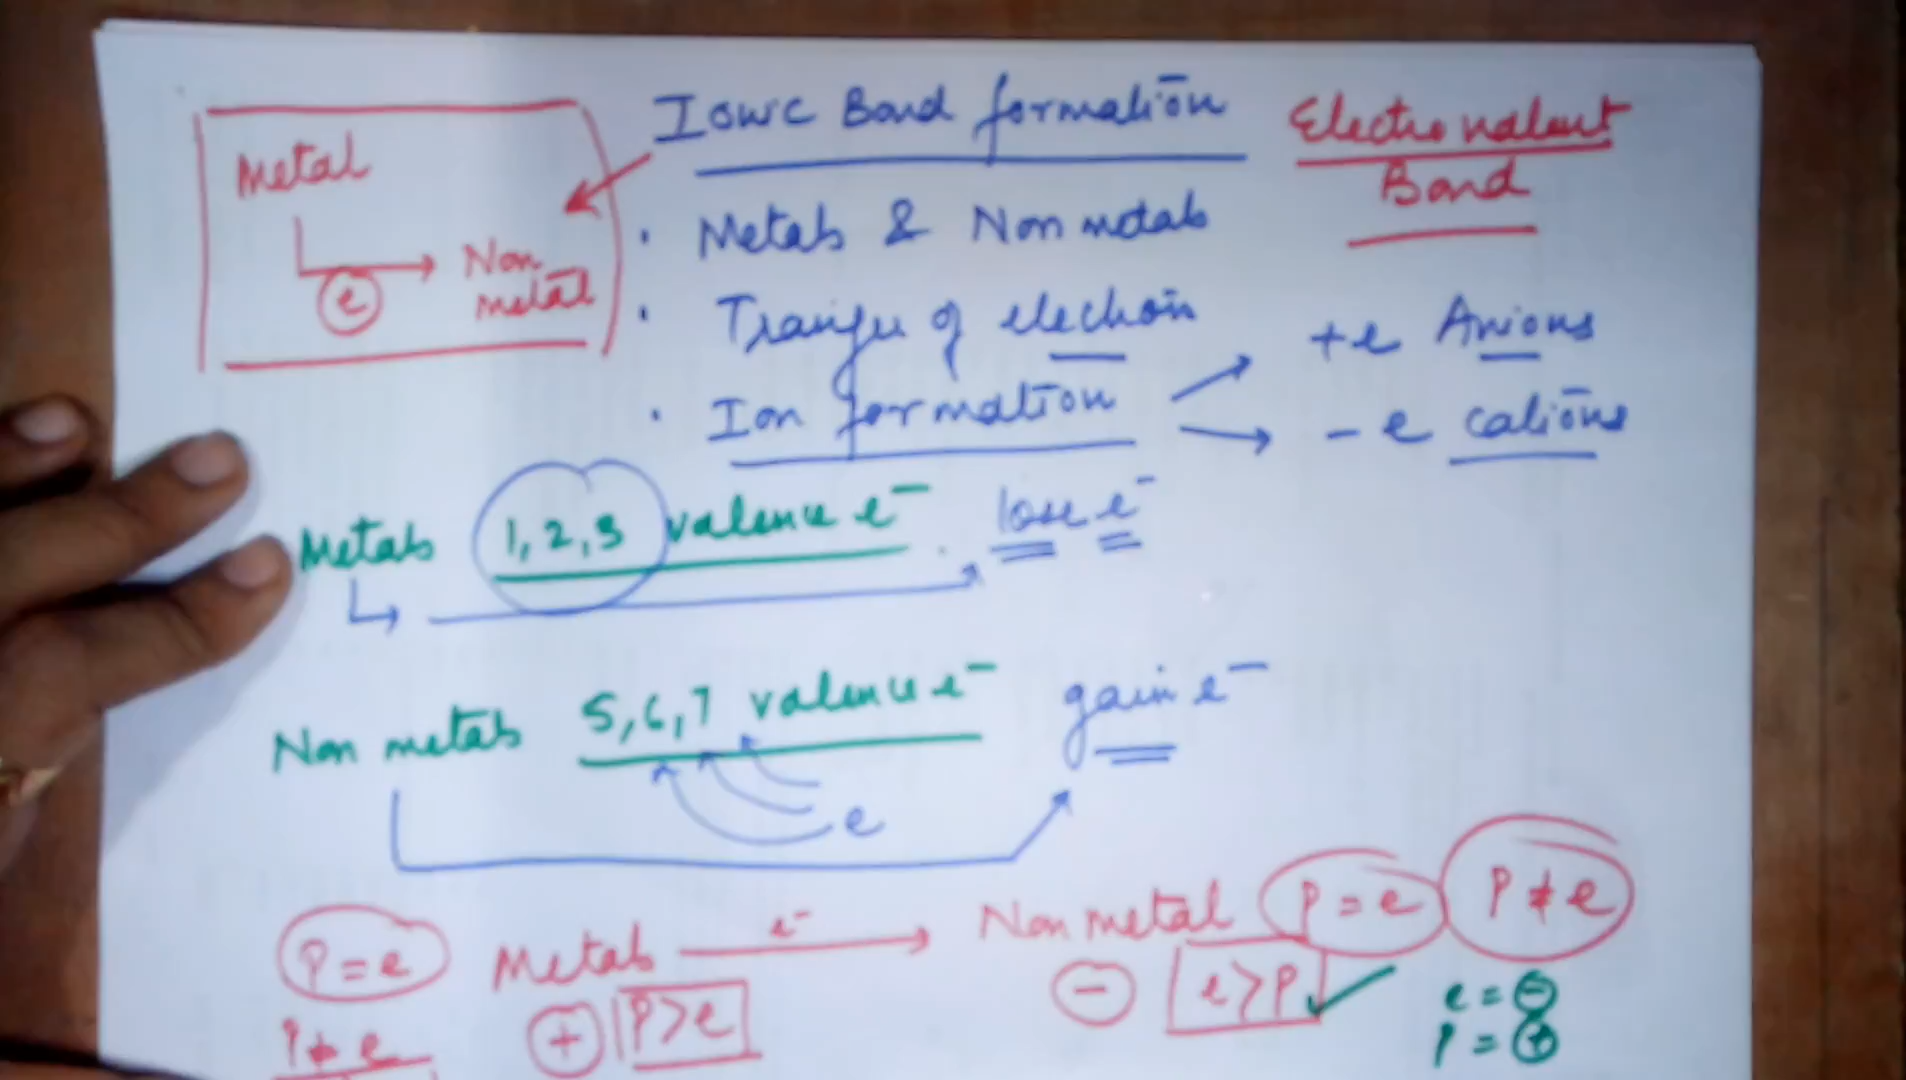 Ionic Bond formation
Electrovalent
Bond
Metal
e
Non
metal
• Metals & Non metals
• Transfer of electron
+e Anions
• Ion formation
- e cations
Metals 1,2,3 valence e⁻ . lose e⁻
Non metals 5,6,7 valence e⁻ gain e⁻
e
P = e Metals e⁻ Non metal P = e P ≠ e
+ P>e - e>P e = -
P ≠ e P = +